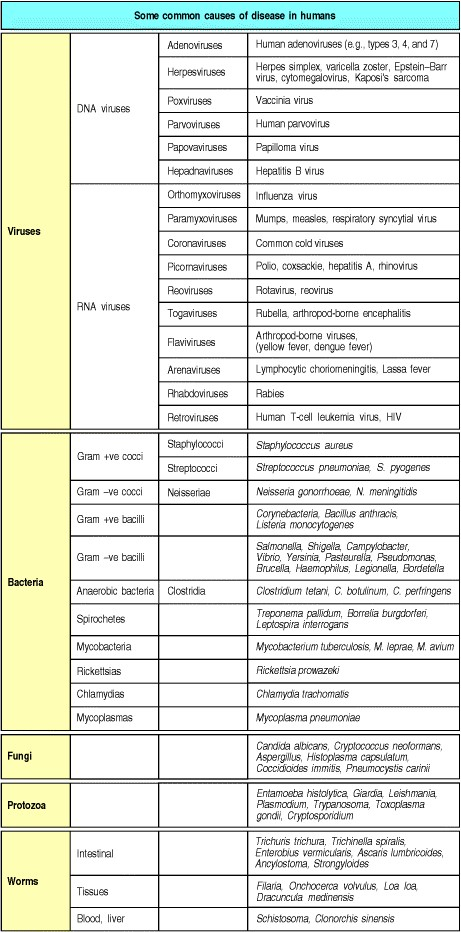 Some common causes of disease in humans
Viruses
DNA viruses
Adenoviruses
Human adenoviruses (e.g., types 3, 4, and 7)
Herpesviruses
Herpes simplex, varicella zoster, Epstein–Barr
virus, cytomegalovirus, Kaposi's sarcoma
Poxviruses
Vaccinia virus
Parvoviruses
Human parvovirus
Papovaviruses
Papilloma virus
Hepadnaviruses
Hepatitis B virus
RNA viruses
Orthomyxoviruses
Influenza virus
Paramyxoviruses
Mumps, measles, respiratory syncytial virus
Coronaviruses
Common cold viruses
Picornaviruses
Polio, coxsackie, hepatitis A, rhinovirus
Reoviruses
Rotavirus, reovirus
Togaviruses
Rubella, arthropod-borne encephalitis
Flaviviruses
Arthropod-borne viruses,
(yellow fever, dengue fever)
Arenaviruses
Lymphocytic choriomeningitis, Lassa fever
Rhabdoviruses
Rabies
Retroviruses
Human T-cell leukemia virus, HIV
Bacteria
Gram +ve cocci
Staphylococci
Staphylococcus aureus
Streptococci
Streptococcus pneumoniae, S. pyogenes
Gram –ve cocci
Neisseriae
Neisseria gonorrhoeae, N. meningitidis
Gram +ve bacilli
Corynebacteria, Bacillus anthracis,
Listeria monocytogenes
Gram –ve bacilli
Salmonella, Shigella, Campylobacter,
Vibrio, Yersinia, Pasteurella, Pseudomonas,
Brucella, Haemophilus, Legionella, Bordetella
Anaerobic bacteria
Clostridia
Clostridium tetani, C. botulinum, C. perfringens
Spirochetes
Treponema pallidum, Borrelia burgdorferi,
Leptospira interrogans
Mycobacteria
Mycobacterium tuberculosis, M. leprae, M. avium
Rickettsias
Rickettsia prowazeki
Chlamydias
Chlamydia trachomatis
Mycoplasmas
Mycoplasma pneumoniae
Fungi
Candida albicans, Cryptococcus neoformans,
Aspergillus, Histoplasma capsulatum,
Coccidioides immitis, Pneumocystis carinii
Protozoa
Entamoeba histolytica, Giardia, Leishmania,
Plasmodium, Trypanosoma, Toxoplasma
gondii, Cryptosporidium
Worms
Intestinal
Trichuris trichura, Trichinella spiralis,
Enterobius vermicularis, Ascaris lumbricoides,
Ancylostoma, Strongyloides
Tissues
Filaria, Onchocerca volvulus, Loa loa,
Dracuncula medinensis
Blood, liver
Schistosoma, Clonorchis sinensis